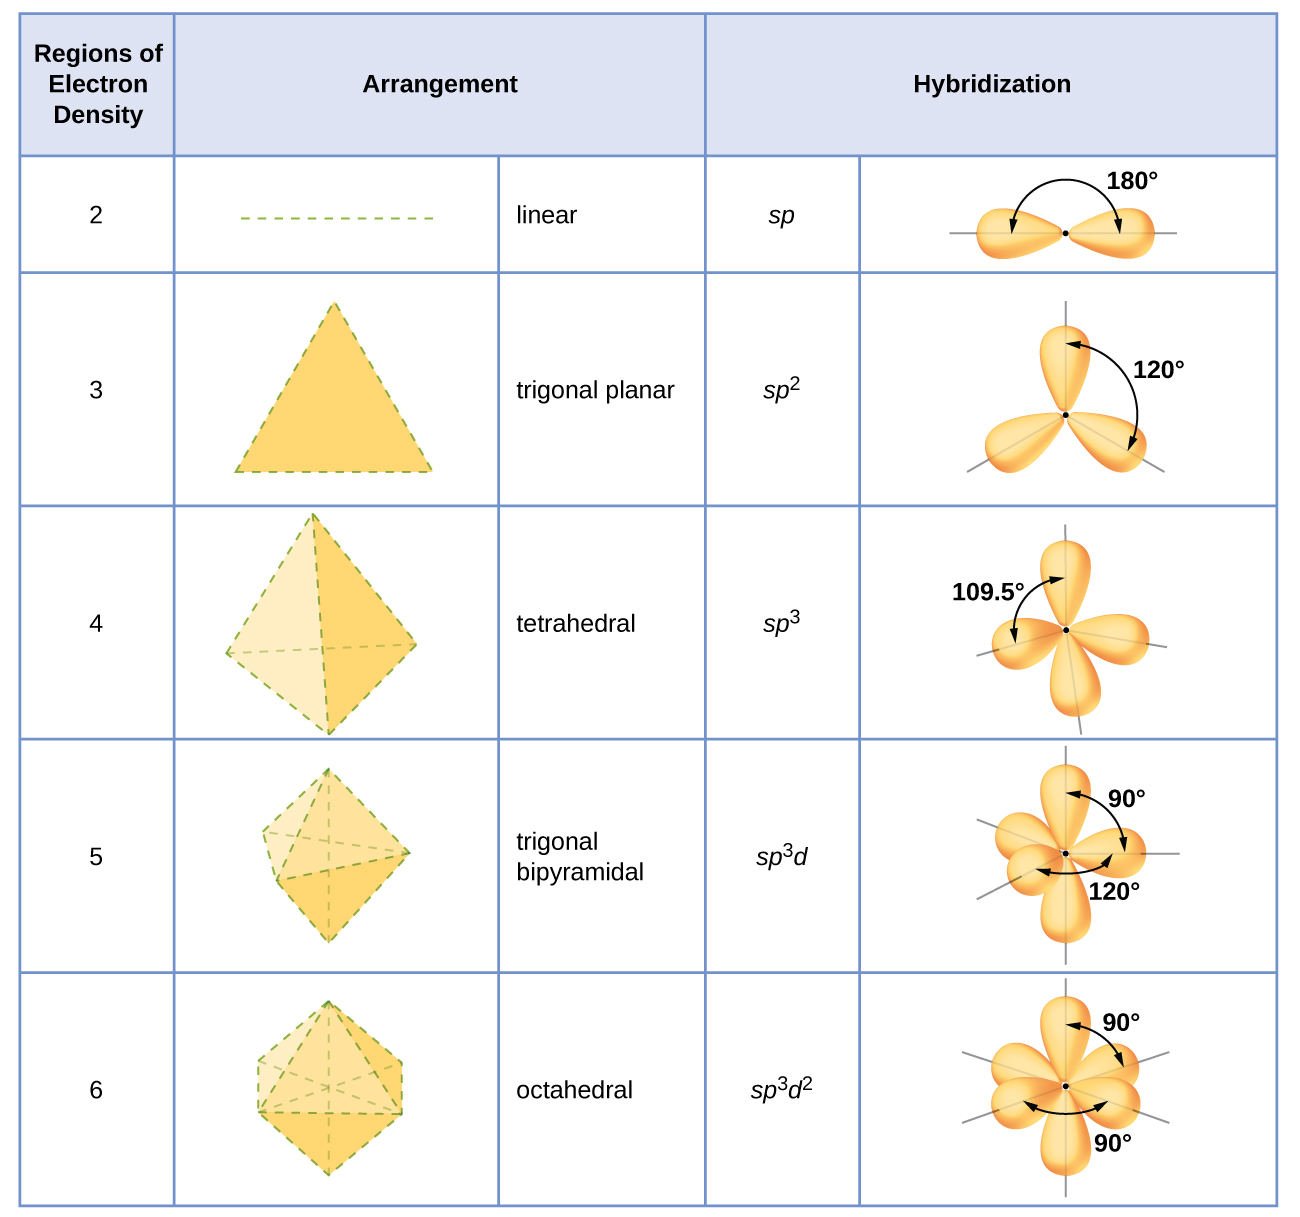 Regions of
Electron
Density
Arrangement
Hybridization
2
linear
sp
180°
3
trigonal planar
sp²
120°
4
tetrahedral
sp³
109.5°
5
trigonal
bipyramidal
sp³d
90°
120°
6
octahedral
sp³d²
90°
90°